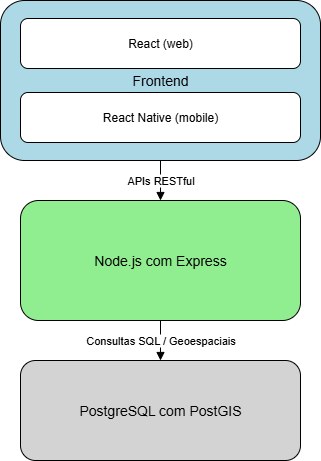 React (web)
Frontend
React Native (mobile)
APIs RESTful
Node.js com Express
Consultas SQL / Geoespaciais
PostgreSQL com PostGIS